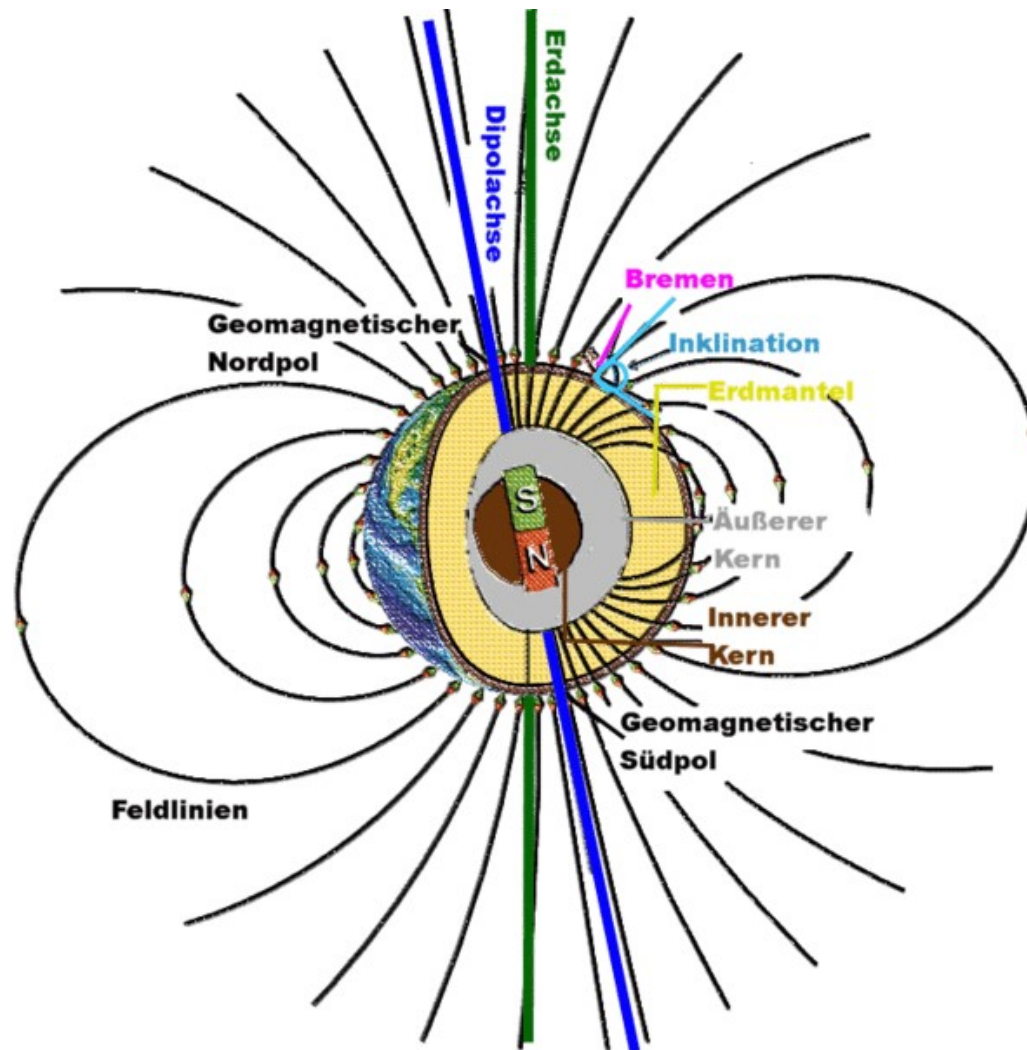 Erdachse
Dipolachse
Bremen
Geomagnetischer
Nordpol
Inklination
Erdmantel
S
N
Äußerer
Kern
Innerer
Kern
Geomagnetischer
Südpol
Feldlinien